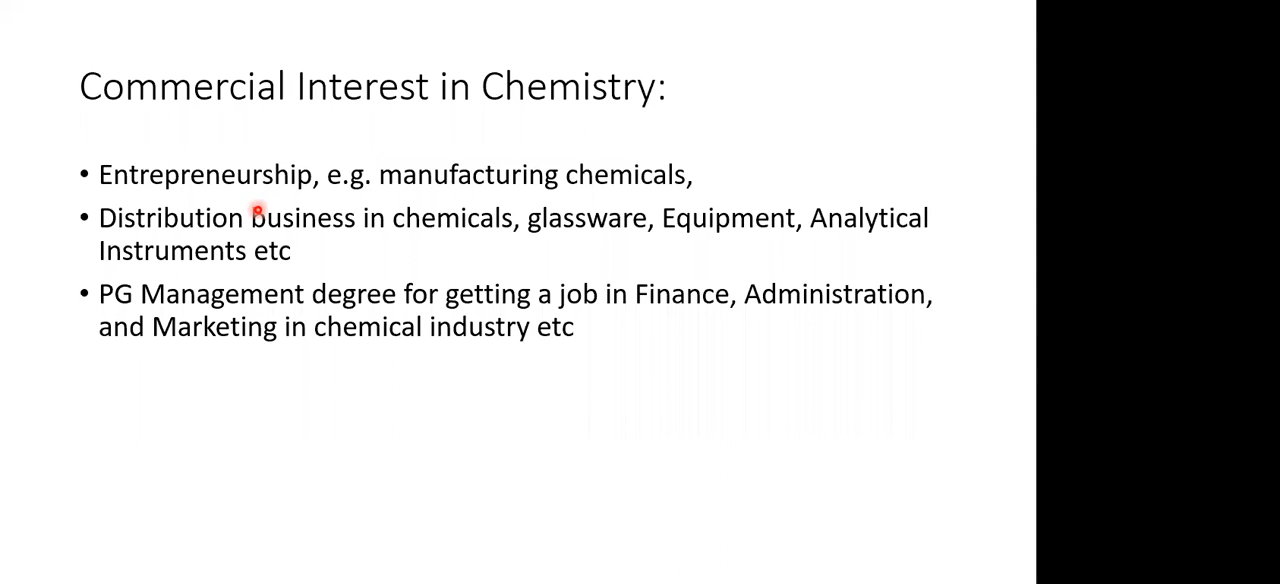 Commercial Interest in Chemistry:
• Entrepreneurship, e.g. manufacturing chemicals,
• Distribution business in chemicals, glassware, Equipment, Analytical
Instruments etc
• PG Management degree for getting a job in Finance, Administration,
and Marketing in chemical industry etc